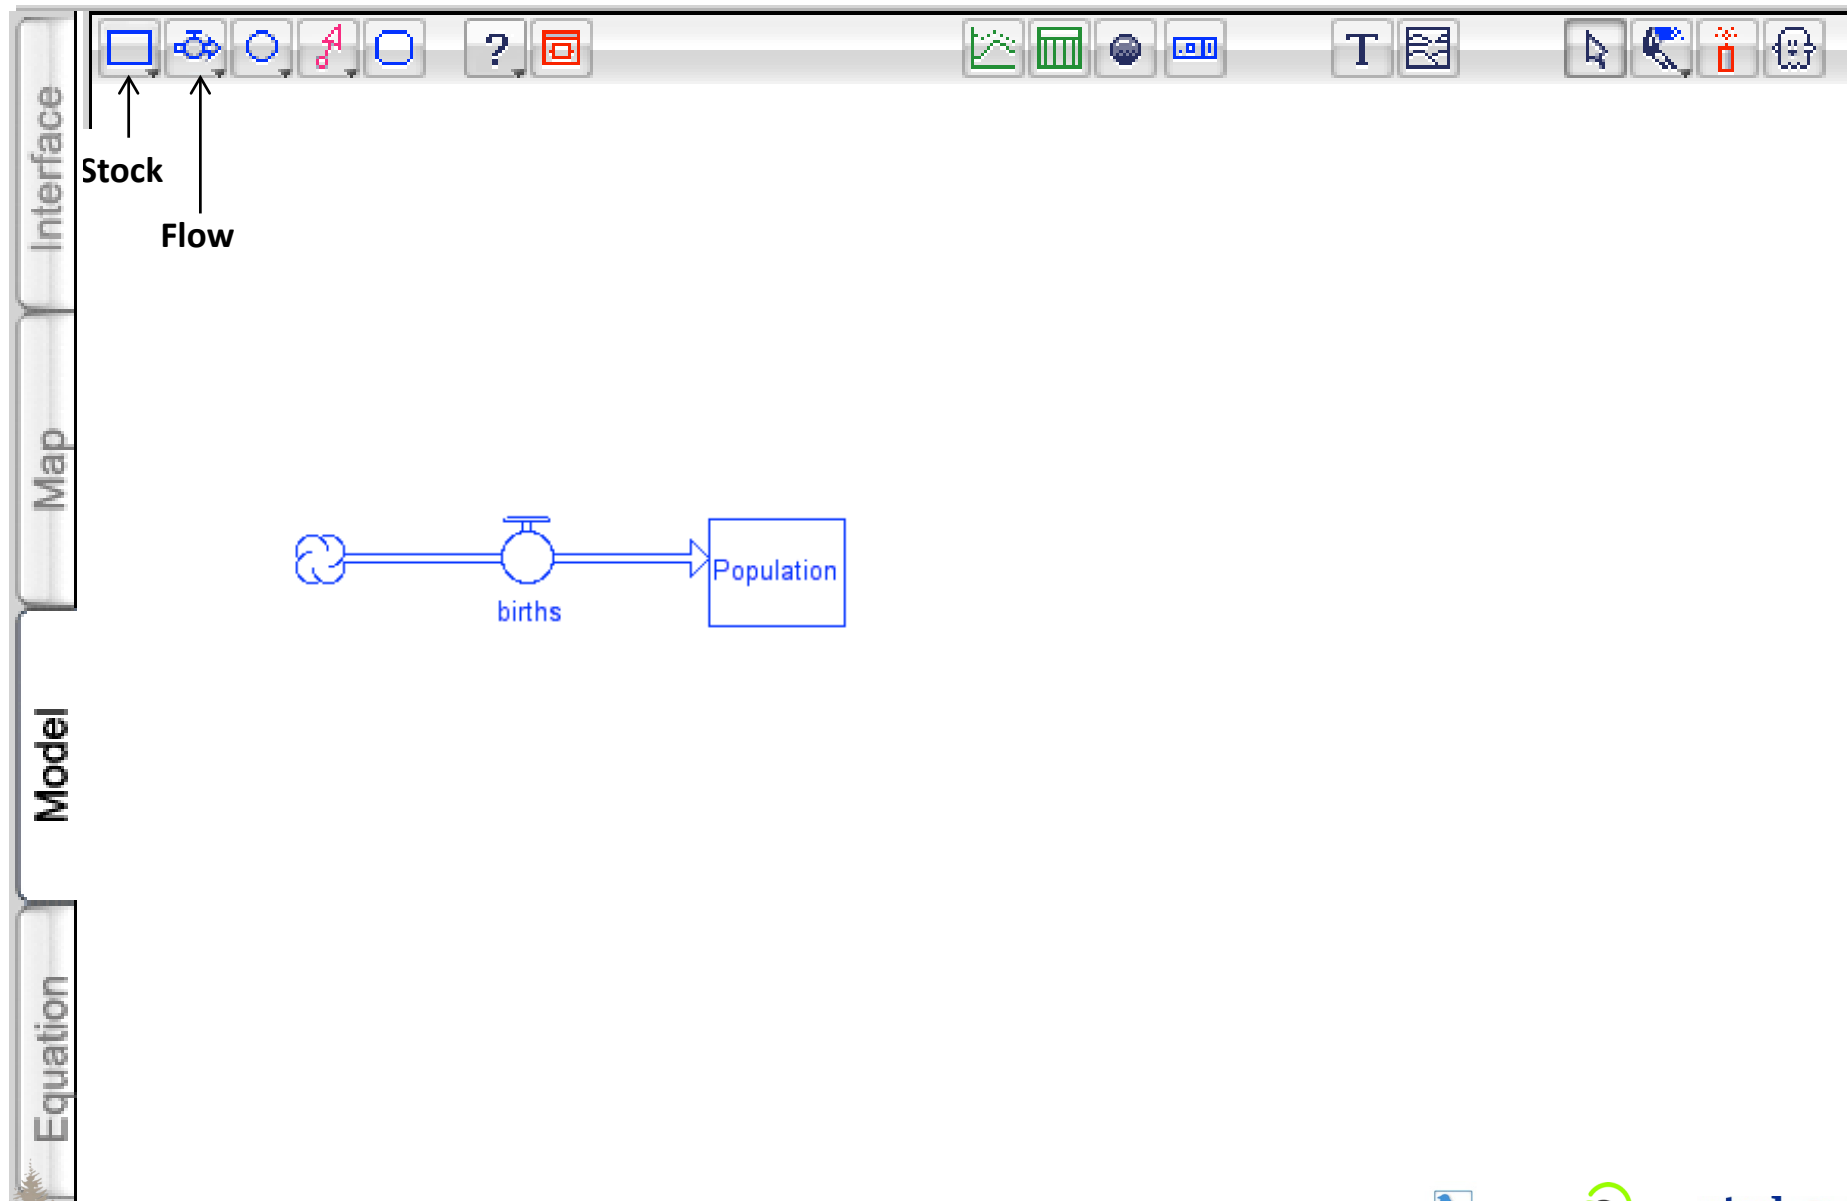 Interface
Map
Model
Equation
?
T
Stock
Flow
births
Population